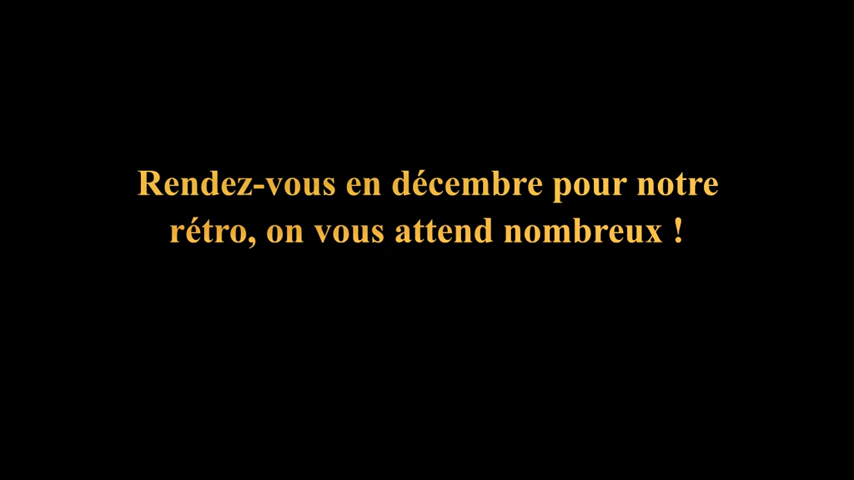 Rendez-vous en décembre pour notre
rétro, on vous attend nombreux !